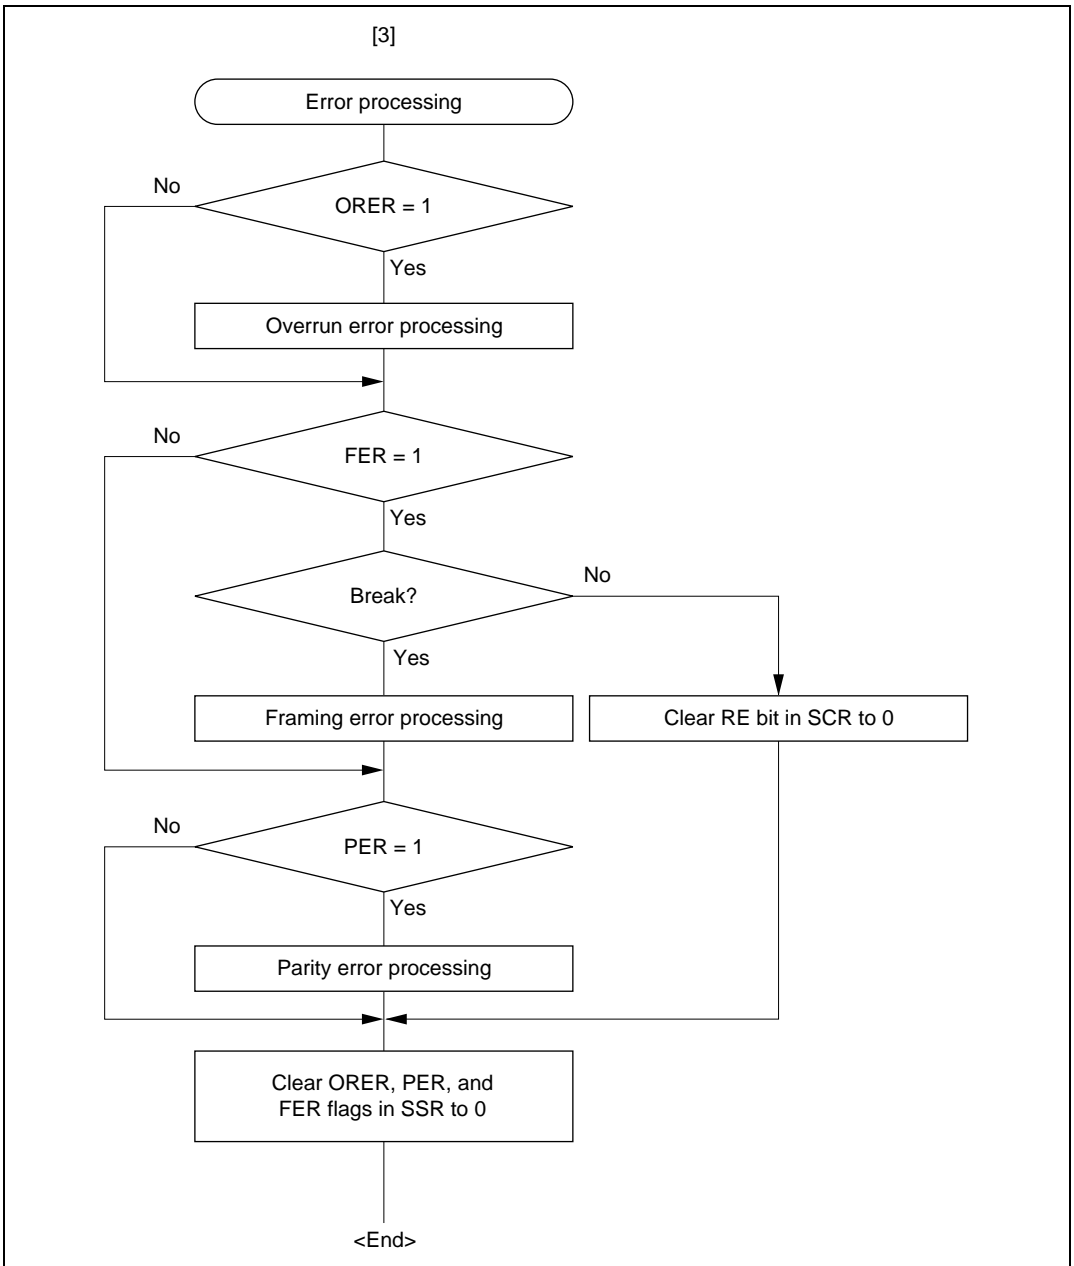 [3]
Error processing
No
ORER = 1
Yes
Overrun error processing
No
FER = 1
Yes
Break?
No
Yes
Framing error processing
Clear RE bit in SCR to 0
No
PER = 1
Yes
Parity error processing
Clear ORER, PER, and
FER flags in SSR to 0
<End>